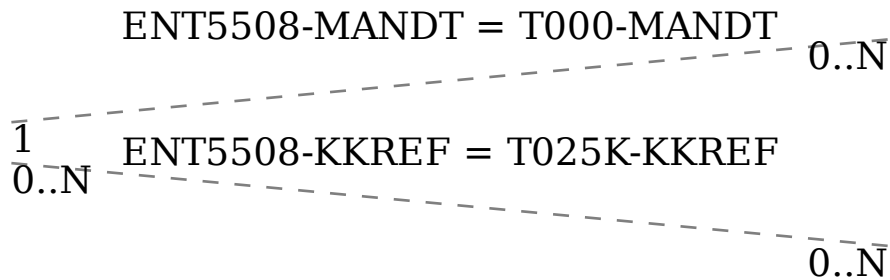 ENT5508-MANDT = T000-MANDT
0..N
1
ENT5508-KKREF = T025K-KKREF
0..N
0..N